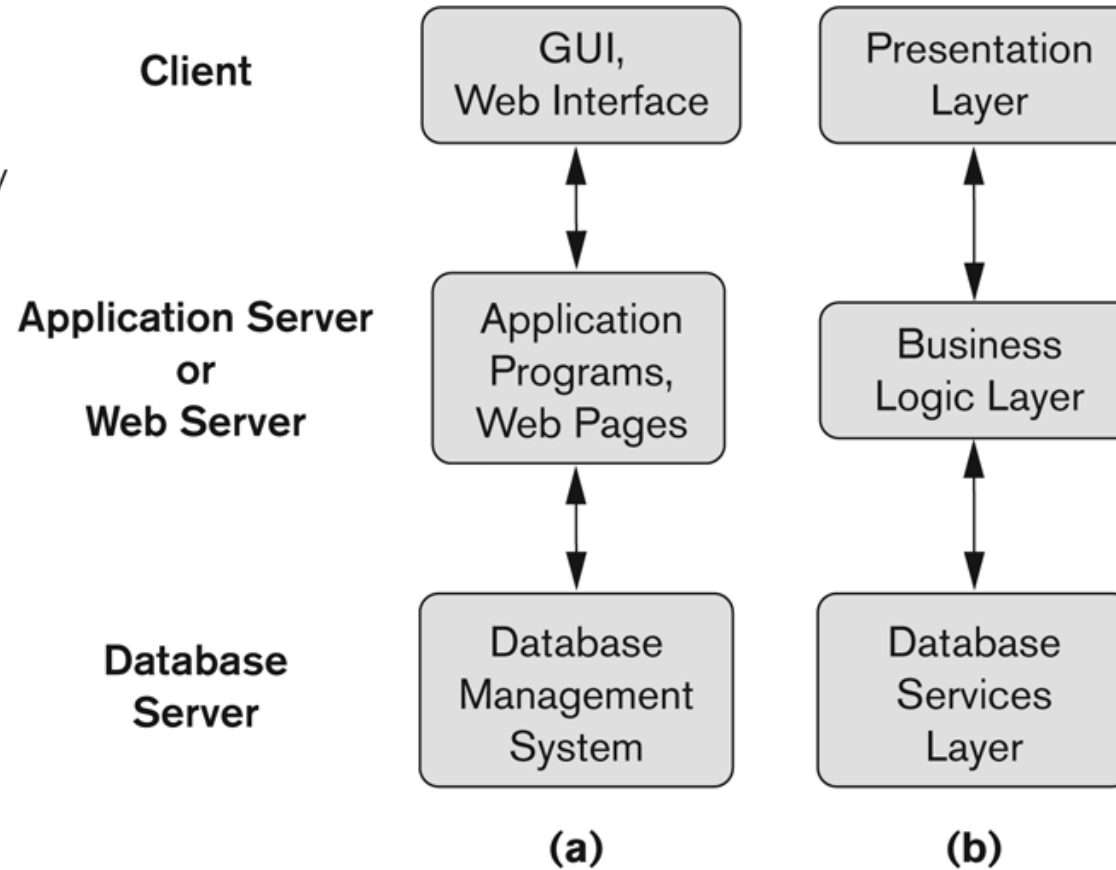 Client
GUI,
Web Interface
Presentation
Layer
Application Server
or
Web Server
Application
Programs,
Web Pages
Business
Logic Layer
Database
Server
Database
Management
System
Database
Services
Layer
(a)
(b)